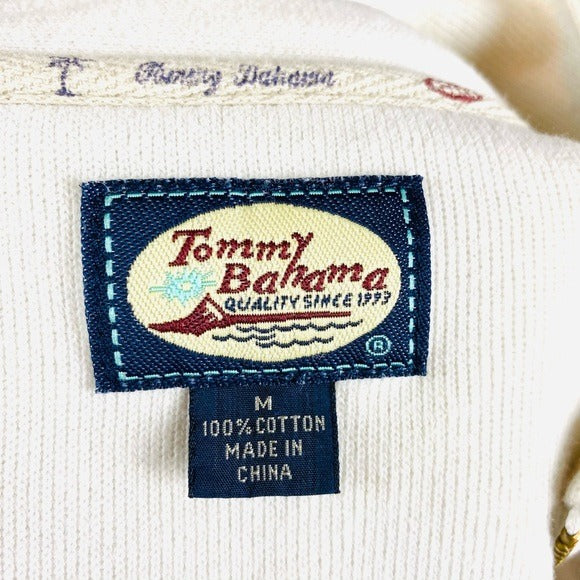 T Tommy Bahama
Tommy
Bahama
QUALITY SINCE 1993
®
M
100% COTTON
MADE IN
CHINA